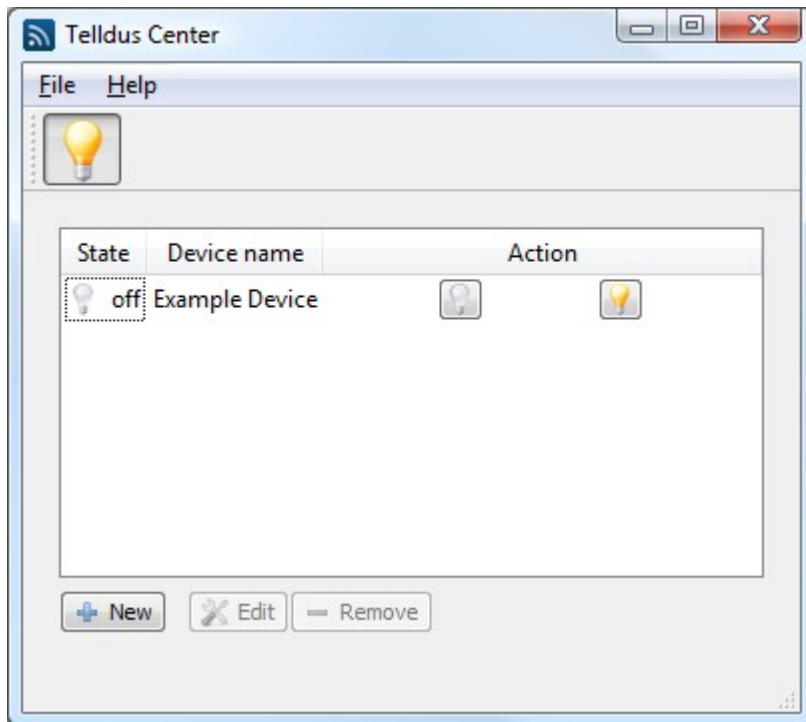 Telldus Center
File Help
State Device name Action
off Example Device
New Edit Remove